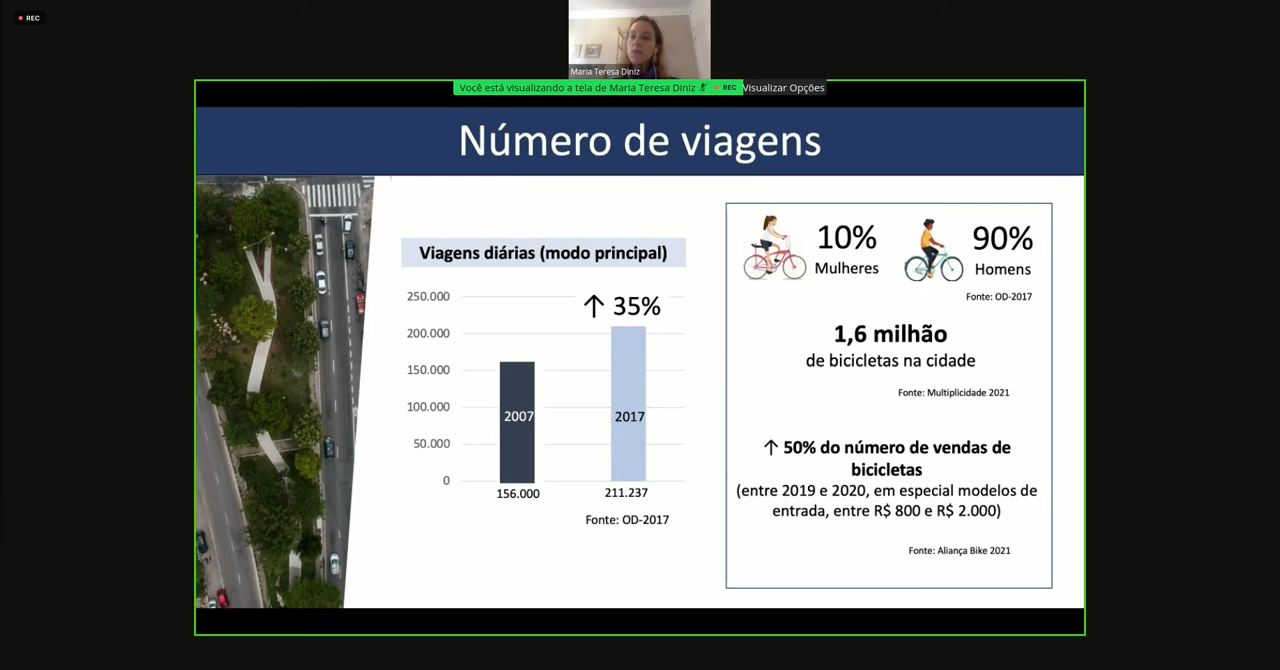 REC
Maria Teresa Diniz
Você está visualizando a tela de Maria Teresa Diniz REC Visualizar Opções
Número de viagens
Viagens diárias (modo principal)
250.000
200.000
150.000
100.000
50.000
0
↑ 35%
2007
2017
156.000
211.237
Fonte: OD-2017
10%
Mulheres
90%
Homens
Fonte: OD-2017
1,6 milhão
de bicicletas na cidade
Fonte: Multiplicidade 2021
↑ 50% do número de vendas de
bicicletas
(entre 2019 e 2020, em especial modelos de
entrada, entre R$ 800 e R$ 2.000)
Fonte: Aliança Bike 2021